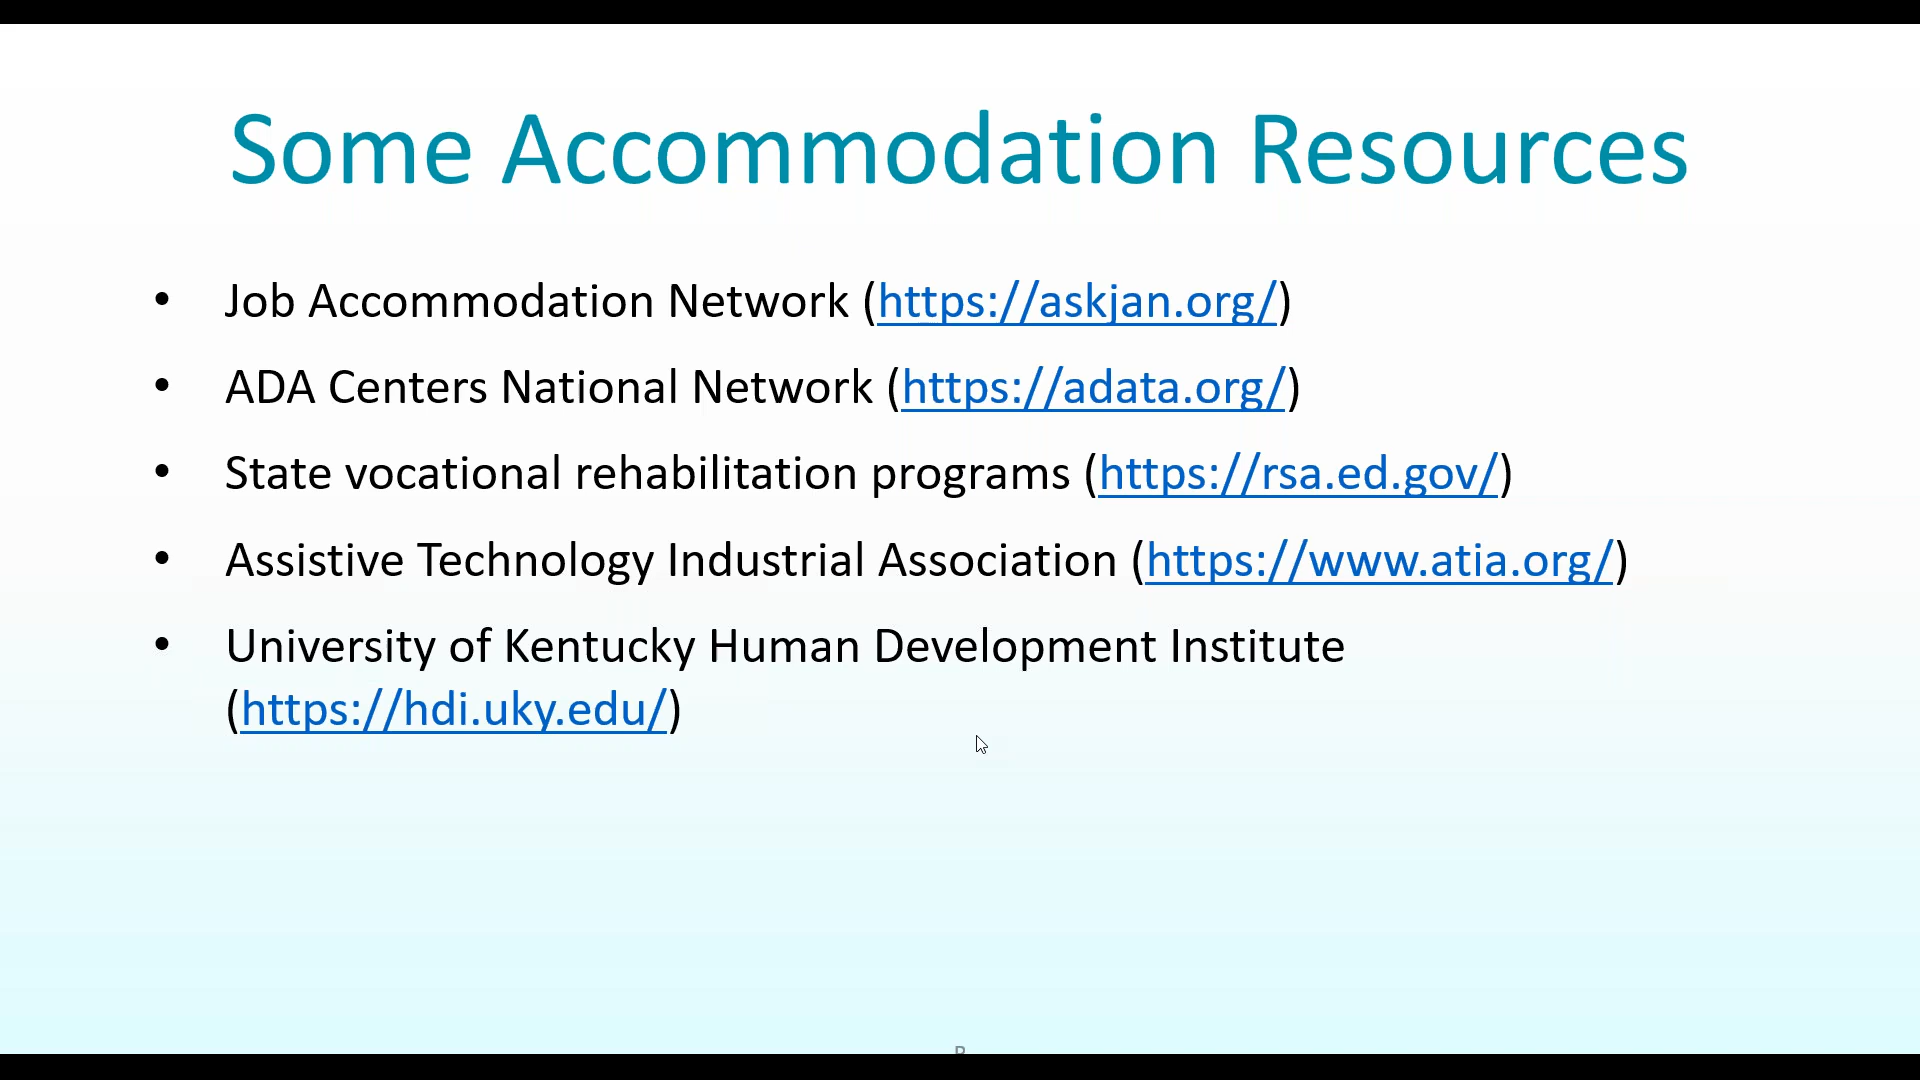 Some Accommodation Resources
• Job Accommodation Network (https://askjan.org/)
• ADA Centers National Network (https://adata.org/)
• State vocational rehabilitation programs (https://rsa.ed.gov/)
• Assistive Technology Industrial Association (https://www.atia.org/)
• University of Kentucky Human Development Institute
(https://hdi.uky.edu/)